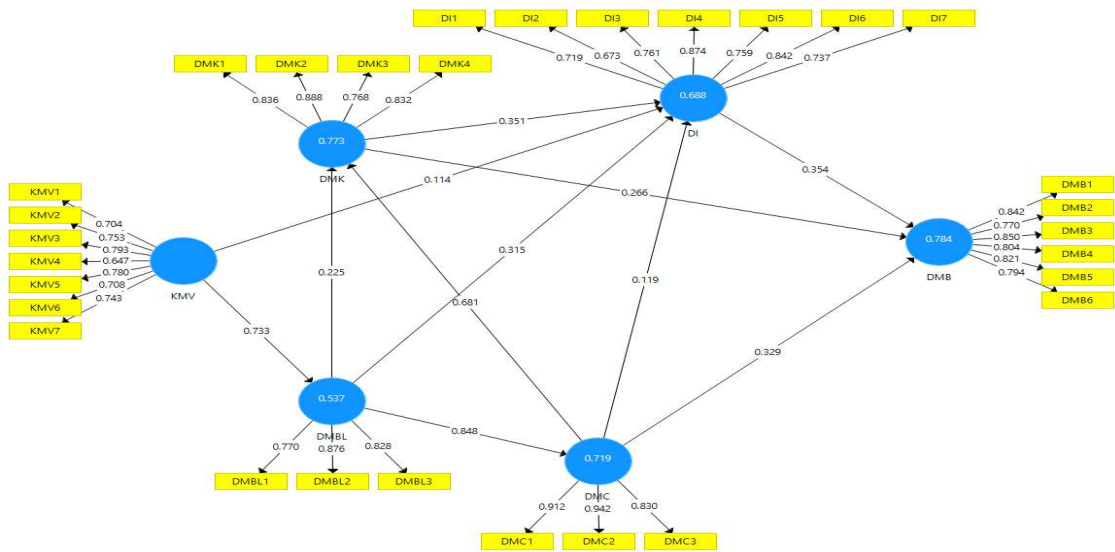 DI1 DI2 DI3 DI4 DI5 DI6 DI7
0.719 0.673 0.761 0.874 0.759 0.842 0.737
DMK1 DMK2 DMK3 DMK4
0.836 0.888 0.768 0.832
0.688
DI
0.773
DMK
0.351
0.114
0.266
0.354
KMV1
KMV2
KMV3
KMV4
KMV5
KMV6
KMV7
0.704
0.753
0.793
0.647
0.780
0.708
0.743
KMV
DMB1
DMB2
DMB3
DMB4
DMB5
DMB6
0.842
0.770
0.850
0.804
0.821
0.794
0.784
DMB
0.315
0.225
0.119
0.681
0.733
0.329
0.537
DMBL
0.848
0.770 0.876 0.828
DMBL1 DMBL2 DMBL3
0.719
DMC
0.912 0.942 0.830
DMC1 DMC2 DMC3